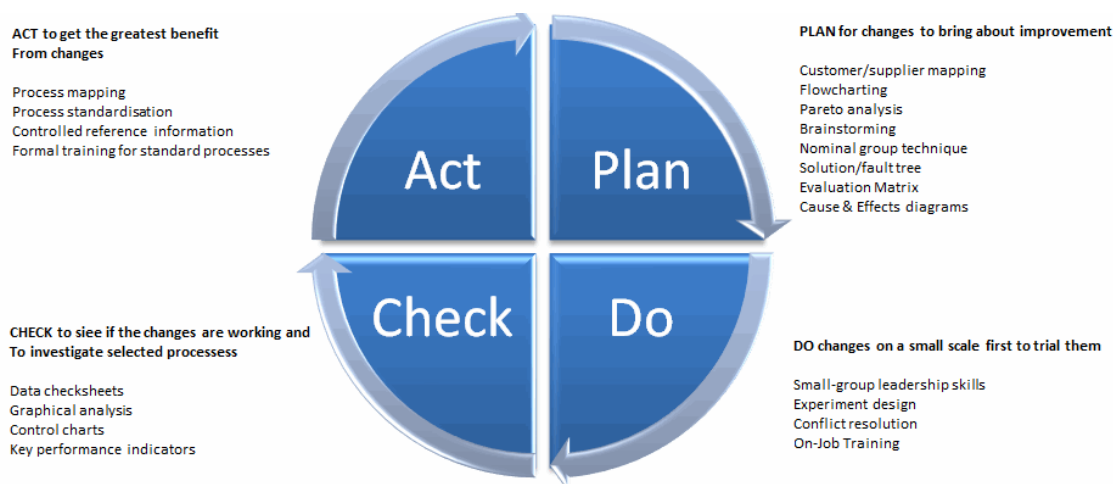 ACT to get the greatest benefit
From changes
Process mapping
Process standardisation
Controlled reference information
Formal training for standard processes
PLAN for changes to bring about improvement
Customer/supplier mapping
Flowcharting
Pareto analysis
Brainstorming
Nominal group technique
Solution/fault tree
Evaluation Matrix
Cause & Effects diagrams
Act
Plan
Check
Do
CHECK to siee if the changes are working and
To investigate selected processess
Data checksheets
Graphical analysis
Control charts
Key performance indicators
DO changes on a small scale first to trial them
Small-group leadership skills
Experiment design
Conflict resolution
On-Job Training